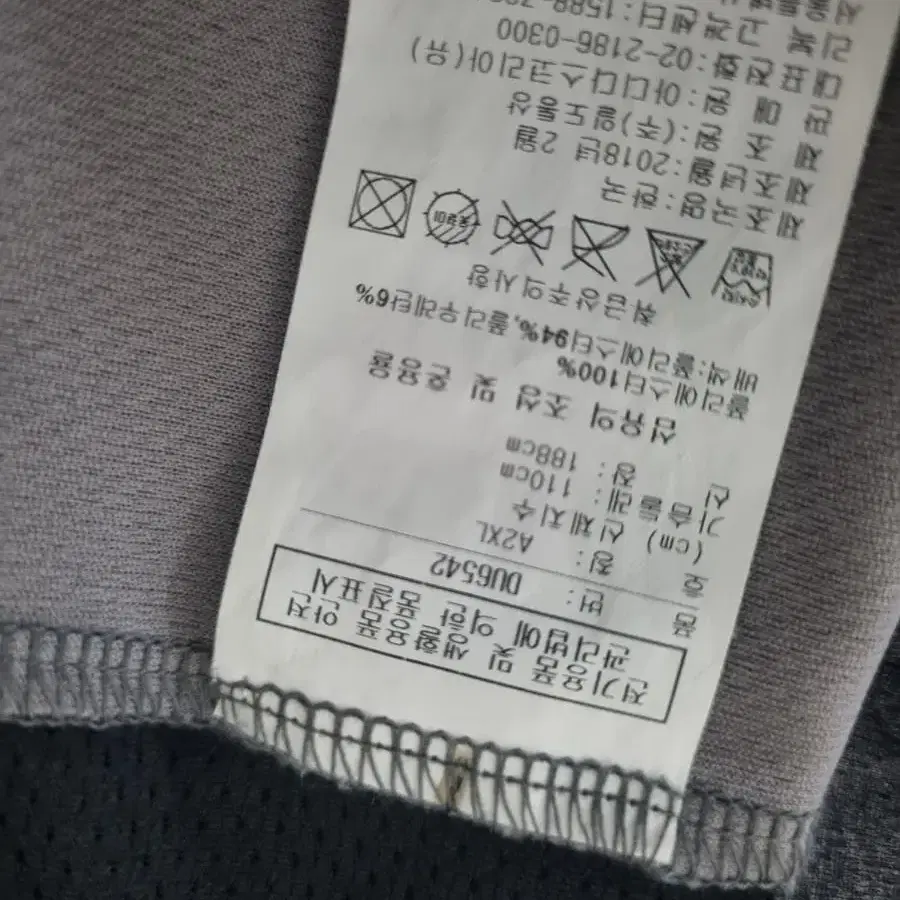 전기용품 및 생활용품 안전
관리법에 의한 품질표시
품 번: DU6542
호 칭: A2XL
(cm) 신체치수
가슴둘레: 110cm
신 장: 188cm
섬유의 조성 및 혼용율
폴리에스터100%
배색:폴리에스터94%,폴리우레탄6%
취급상주의사항
제조국명:한국
제조년월:2018년 2월
제 조 원:(주)일도통상
판 매 원:아디다스코리아(유)
대표전화:02-2186-0300
고객센터:1588-